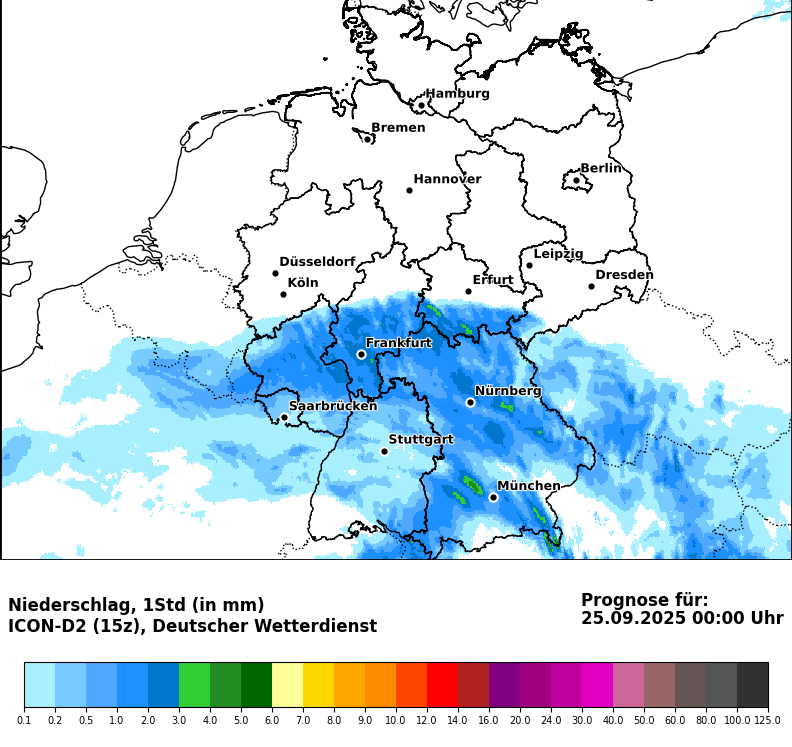 Hamburg
Bremen
Berlin
Hannover
Leipzig
Düsseldorf
Dresden
Köln
Erfurt
Frankfurt
Nürnberg
Saarbrücken
Stuttgart
München
Niederschlag, 1Std (in mm)
ICON-D2 (15z), Deutscher Wetterdienst
Prognose für:
25.09.2025 00:00 Uhr
0.1 0.2 0.5 1.0 2.0 3.0 4.0 5.0 6.0 7.0 8.0 9.0 10.0 12.0 14.0 16.0 20.0 24.0 30.0 40.0 50.0 60.0 80.0 100.0 125.0